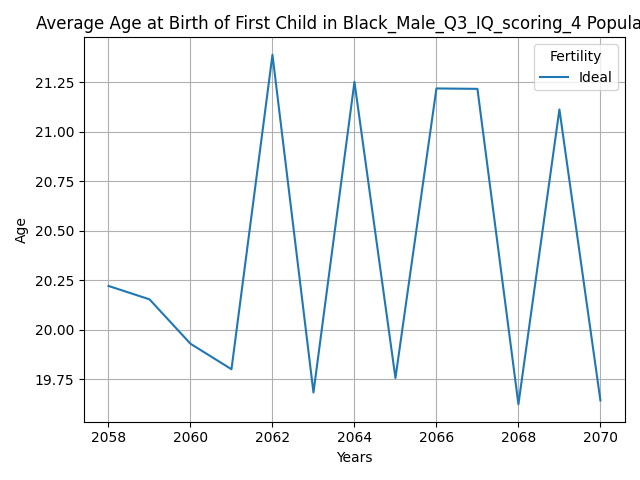 Average Age at Birth of First Child in Black_Male_Q3_IQ_scoring_4 Popula
Fertility
Ideal
21.25
21.00
20.75
20.50
20.25
20.00
19.75
Age
2058 2060 2062 2064 2066 2068 2070
Years